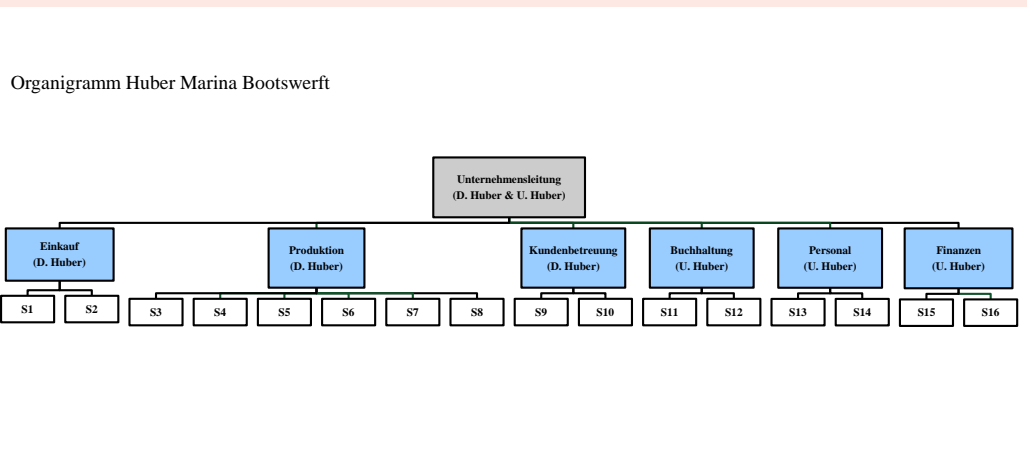 Organigramm Huber Marina Bootswerft
Unternehmensleitung
(D. Huber & U. Huber)
Einkauf
(D. Huber)
Produktion
(D. Huber)
Kundenbetreuung
(D. Huber)
Buchhaltung
(U. Huber)
Personal
(U. Huber)
Finanzen
(U. Huber)
S1
S2
S3
S4
S5
S6
S7
S8
S9
S10
S11
S12
S13
S14
S15
S16